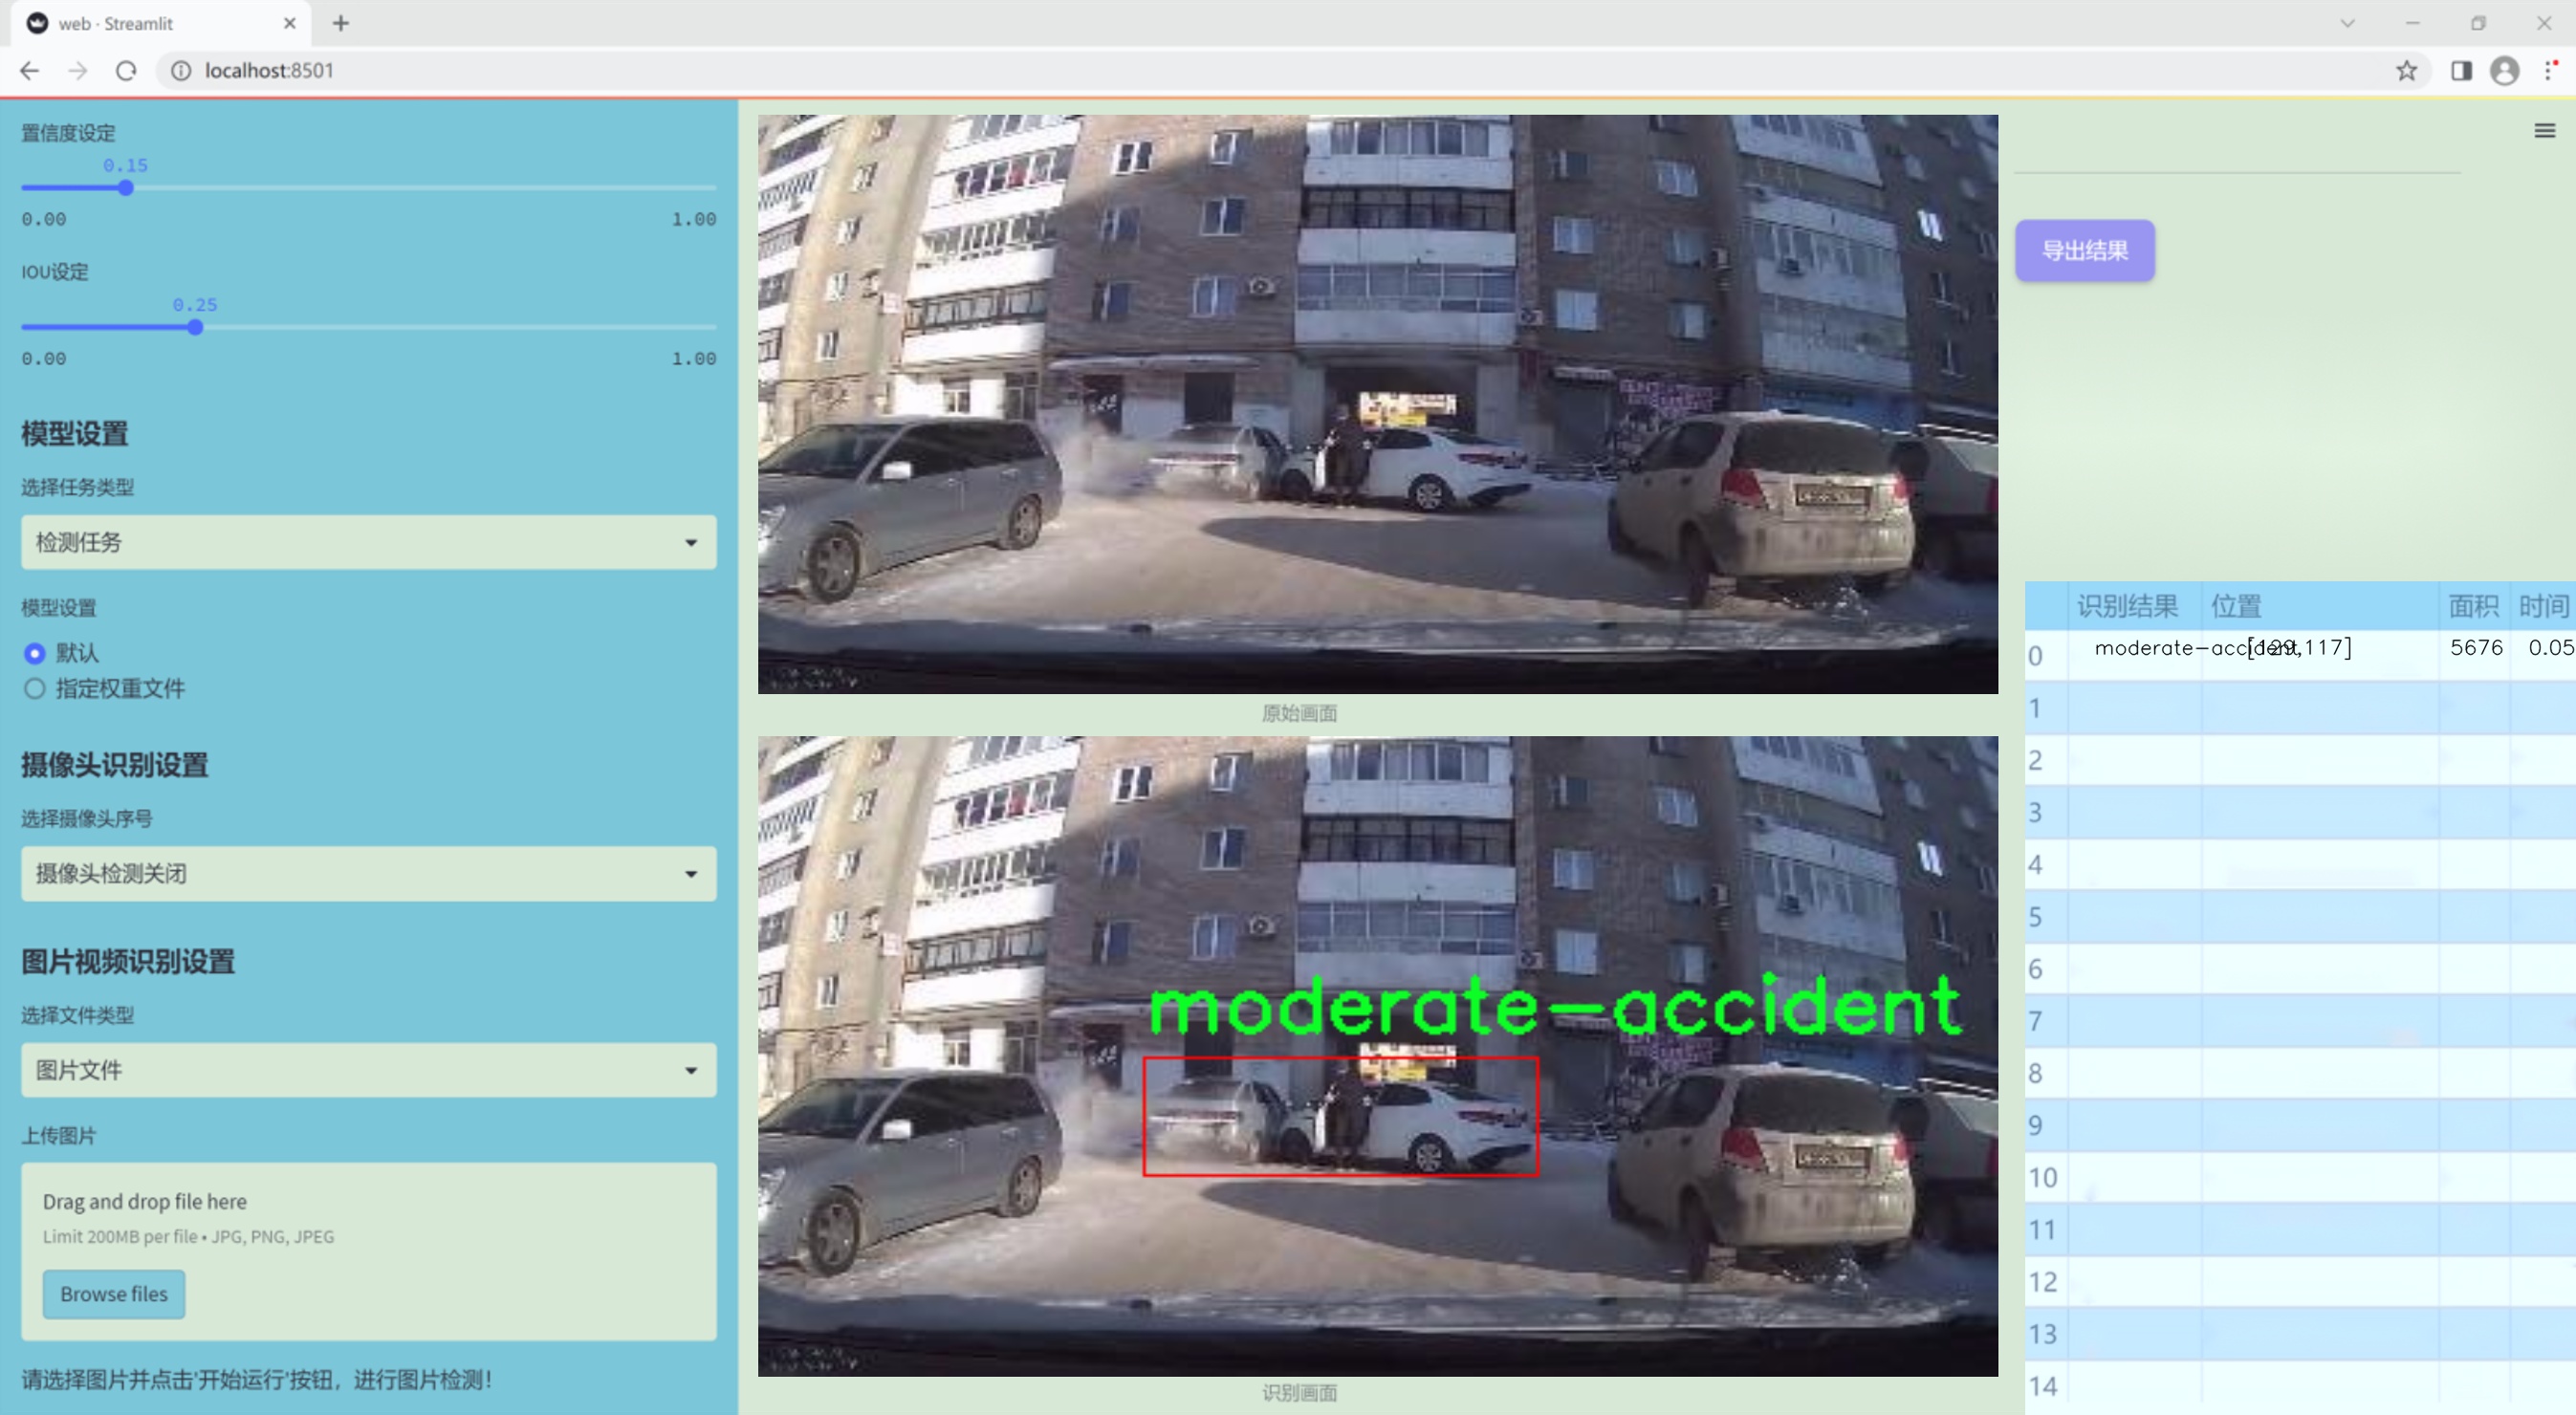 web · Streamlit
localhost:8501
置信度设定
0.15
0.00 1.00
IOU设定
0.25
0.00 1.00
模型设置
选择任务类型
检测任务
模型设置
默认
指定权重文件
摄像头识别设置
选择摄像头序号
摄像头检测关闭
图片视频识别设置
选择文件类型
图片文件
上传图片
Drag and drop file here
Limit 200MB per file • JPG, PNG, JPEG
Browse files
请选择图片并点击'开始运行'按钮，进行图片检测！
原始画面
moderate-accident
识别画面
导出结果
识别结果 位置 面积 时间
0 moderate-accident [129,117] 5676 0.05
1
2
3
4
5
6
7
8
9
10
11
12
13
14